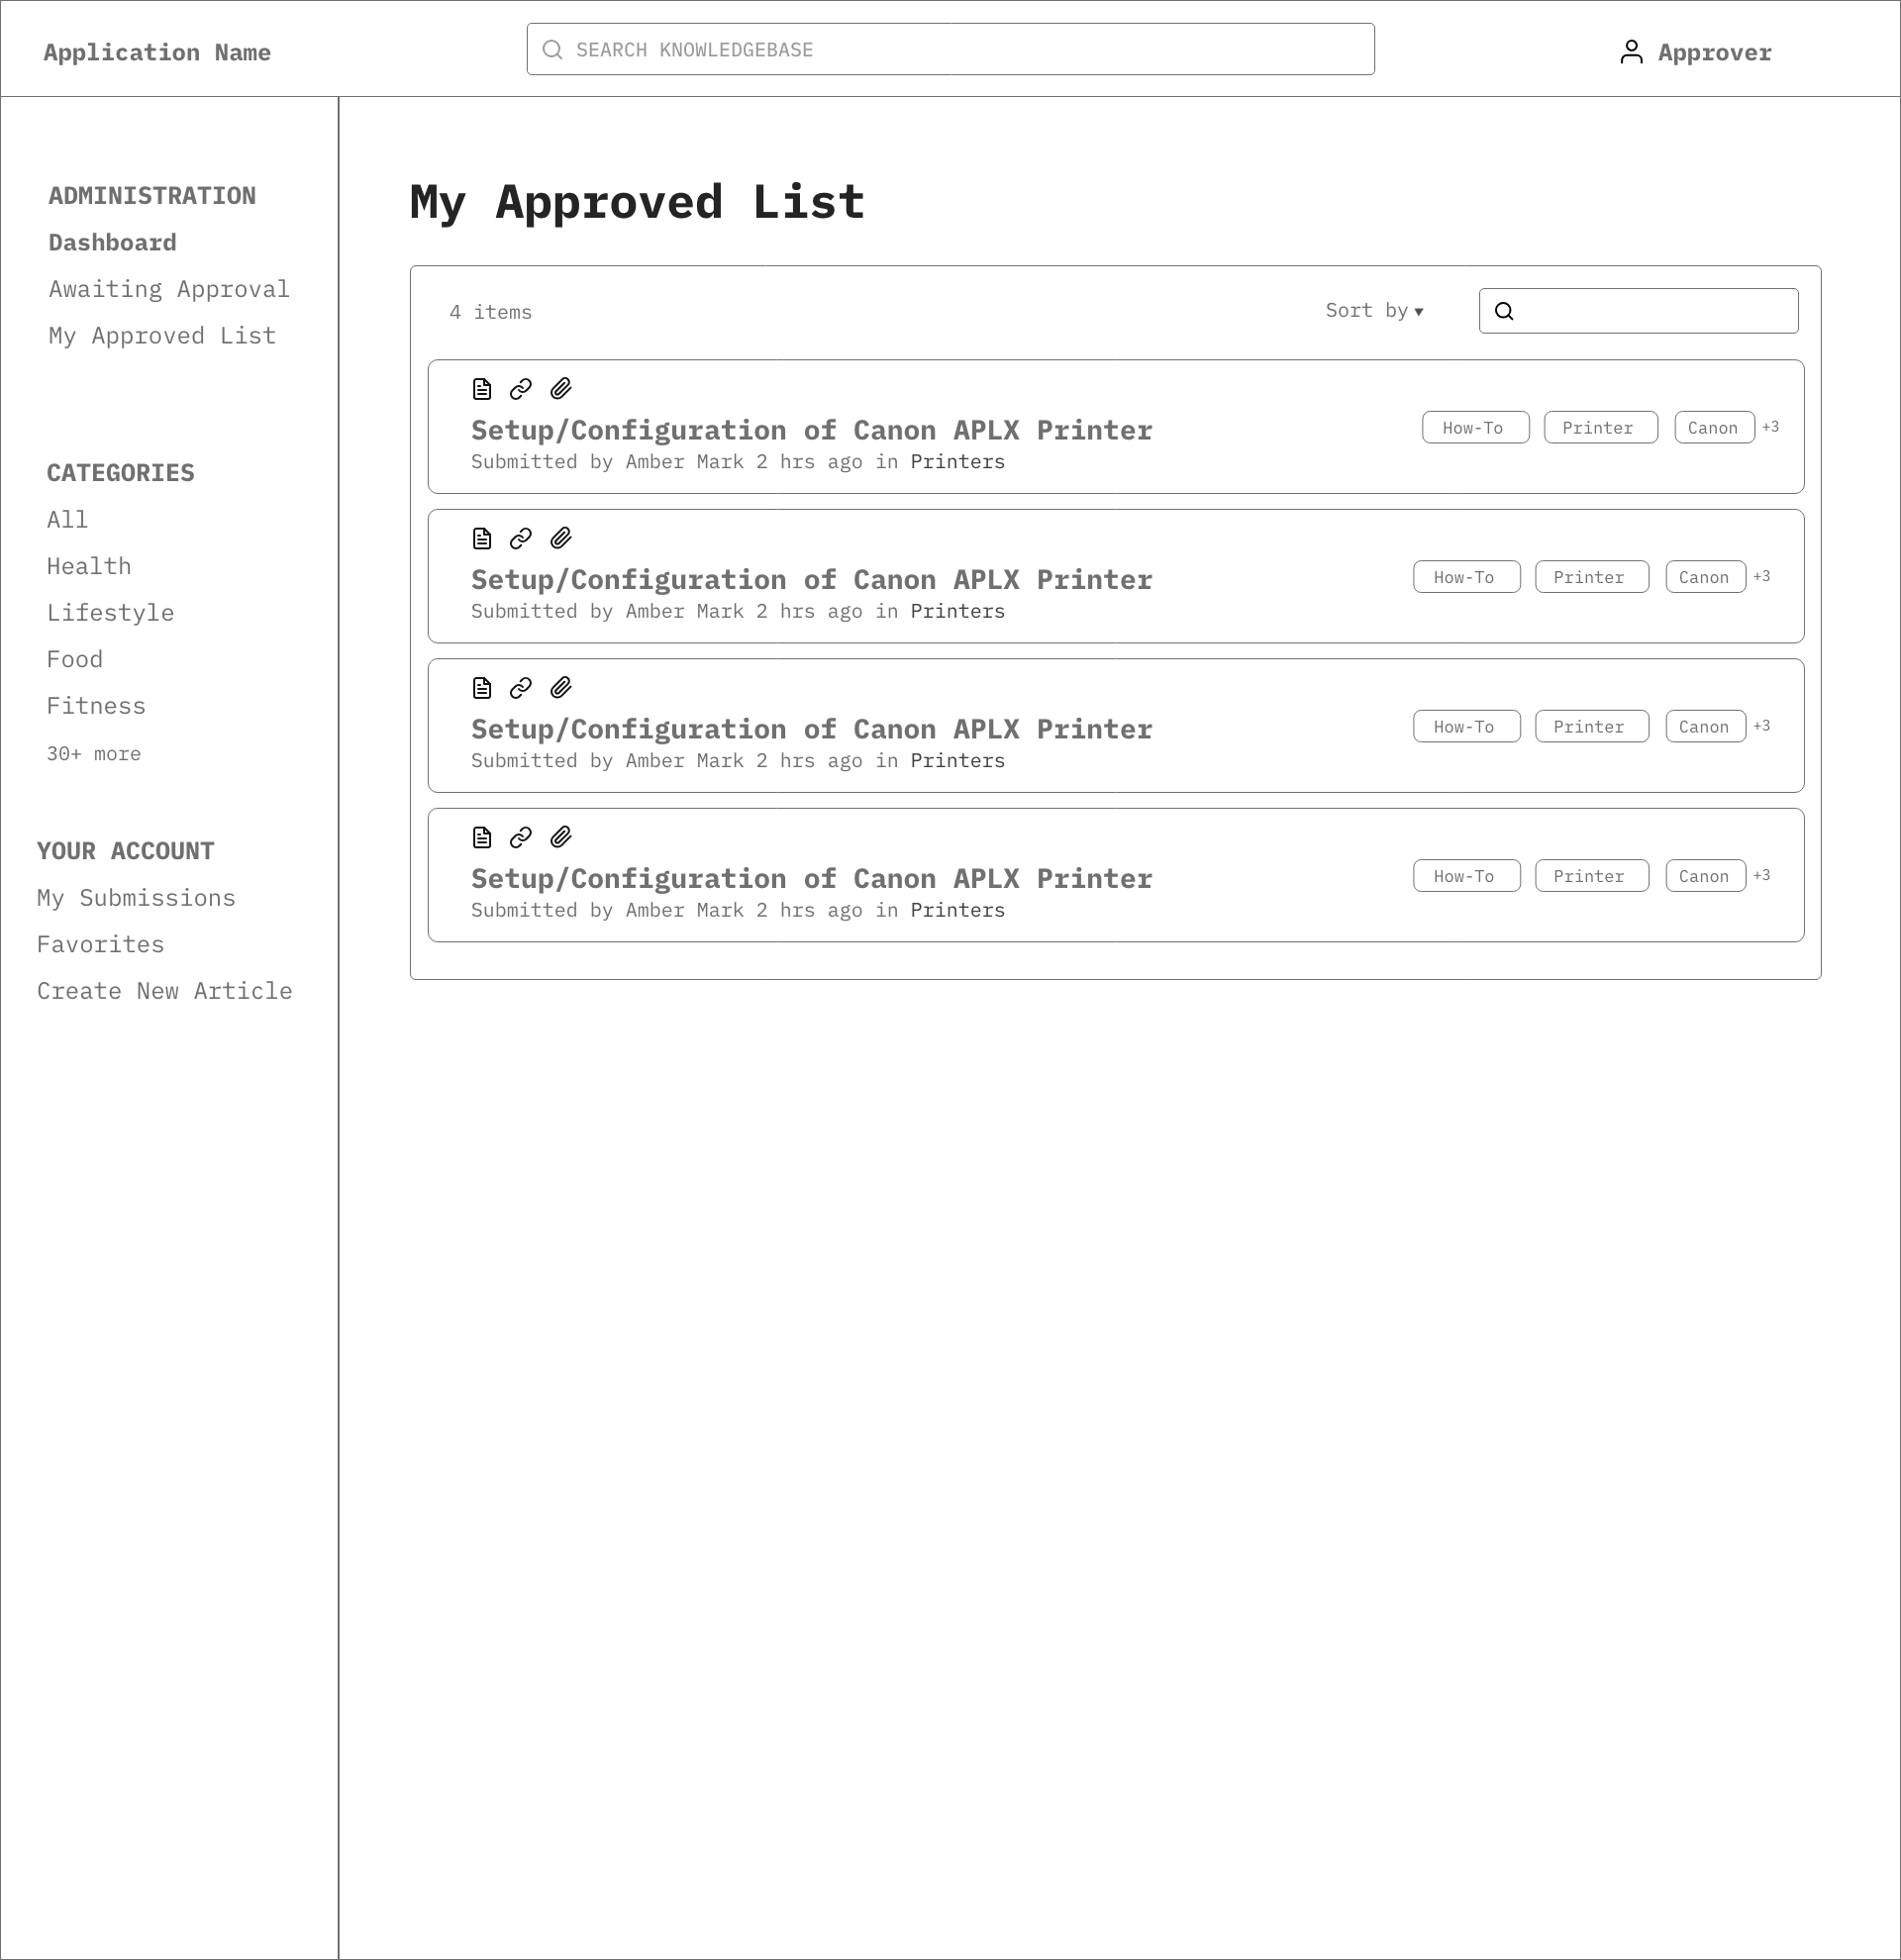 Application Name
SEARCH KNOWLEDGEBASE
Approver
ADMINISTRATION
Dashboard
Awaiting Approval
My Approved List
CATEGORIES
All
Health
Lifestyle
Food
Fitness
30+ more
YOUR ACCOUNT
My Submissions
Favorites
Create New Article
My Approved List
4 items
Sort by
Setup/Configuration of Canon APLX Printer
Submitted by Amber Mark 2 hrs ago in Printers
How-To Printer Canon +3
Setup/Configuration of Canon APLX Printer
Submitted by Amber Mark 2 hrs ago in Printers
How-To Printer Canon +3
Setup/Configuration of Canon APLX Printer
Submitted by Amber Mark 2 hrs ago in Printers
How-To Printer Canon +3
Setup/Configuration of Canon APLX Printer
Submitted by Amber Mark 2 hrs ago in Printers
How-To Printer Canon +3